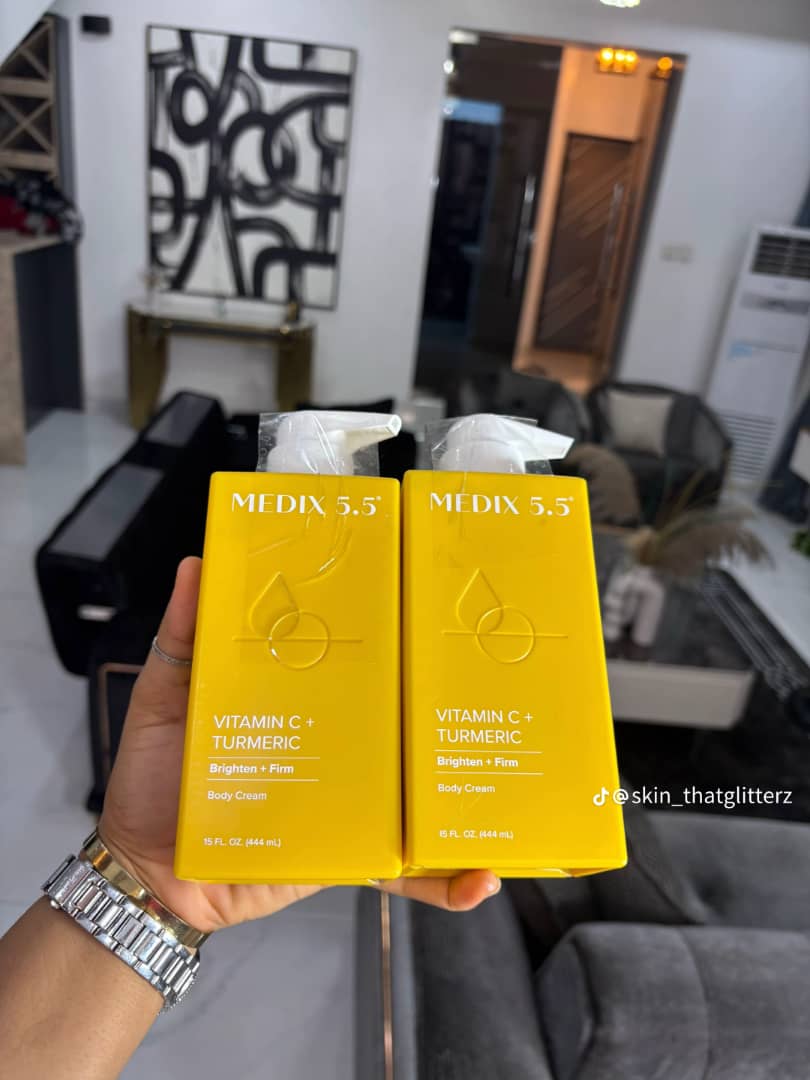 MEDIX 5.5®
VITAMIN C +
TURMERIC
Brighten + Firm
Body Cream
15 FL. OZ. (444 mL)
MEDIX 5.5®
VITAMIN C +
TURMERIC
Brighten + Firm
Body Cream
15 FL. OZ. (444 mL)
@skin_thatglitterz